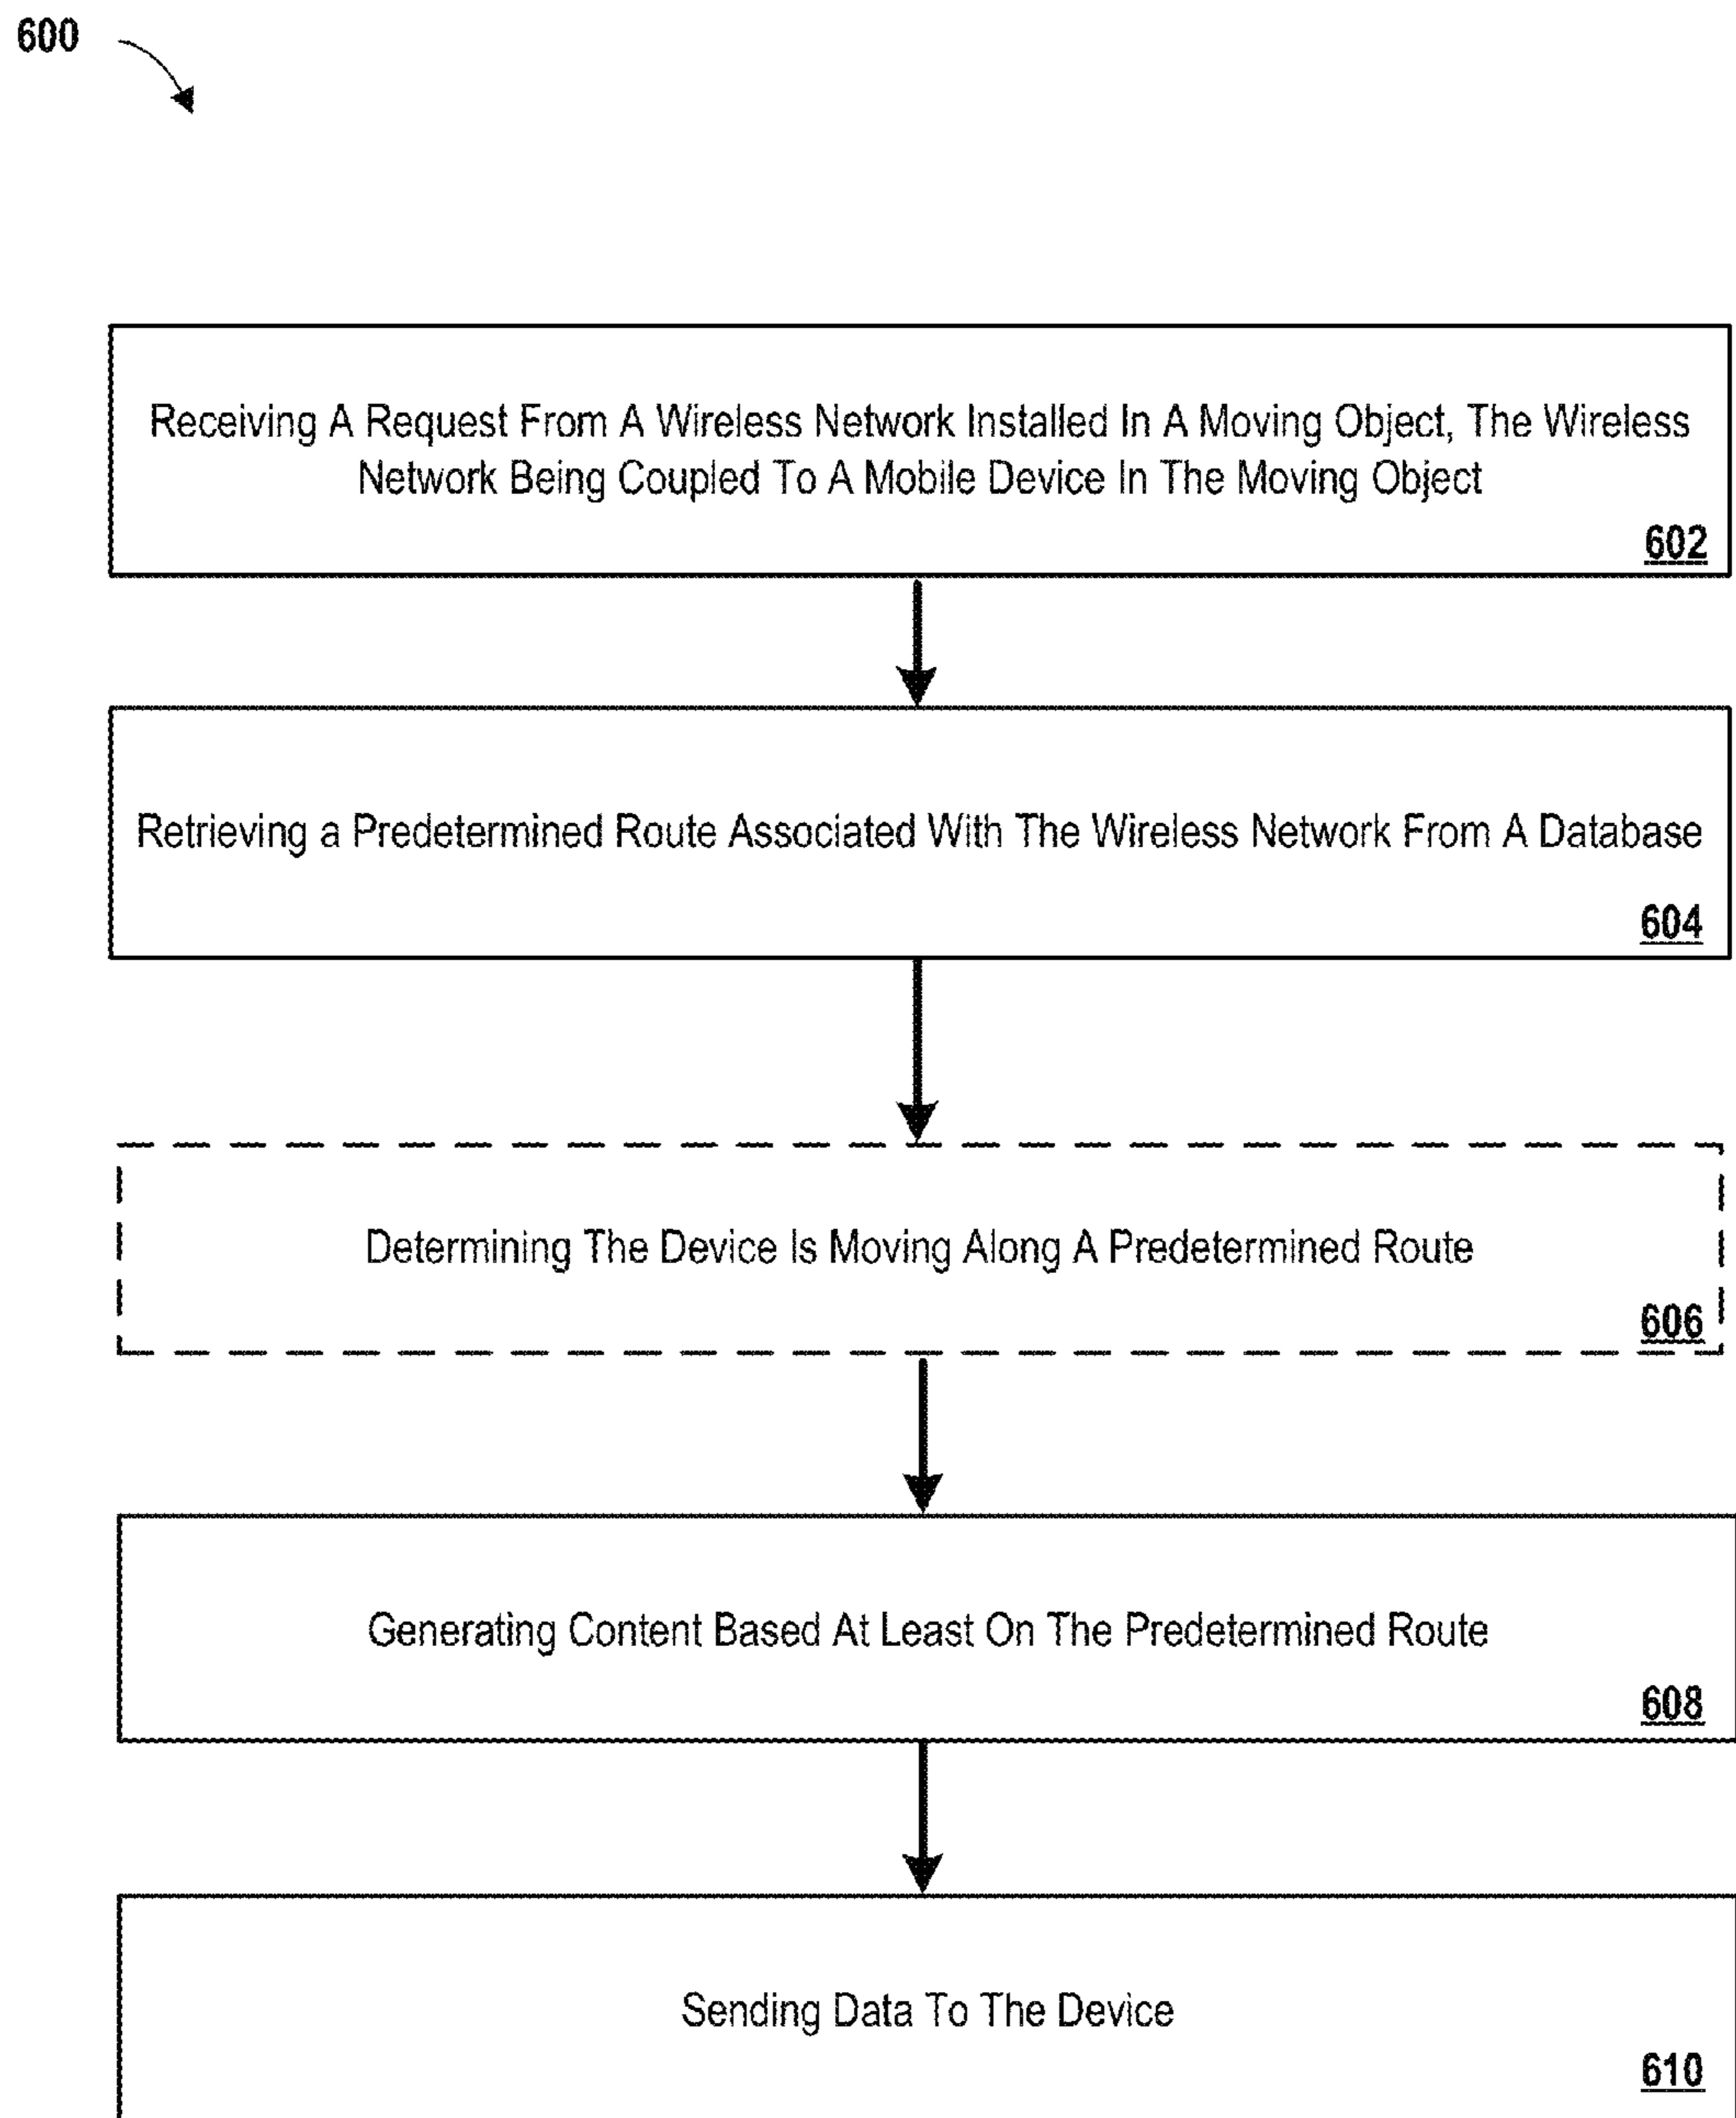 600
Receiving A Request From A Wireless Network Installed In A Moving Object, The Wireless
Network Being Coupled To A Mobile Device In The Moving Object
602
Retrieving a Predetermined Route Associated With The Wireless Network From A Database
604
Determining The Device Is Moving Along A Predetermined Route
606
Generating Content Based At Least On The Predetermined Route
608
Sending Data To The Device
610